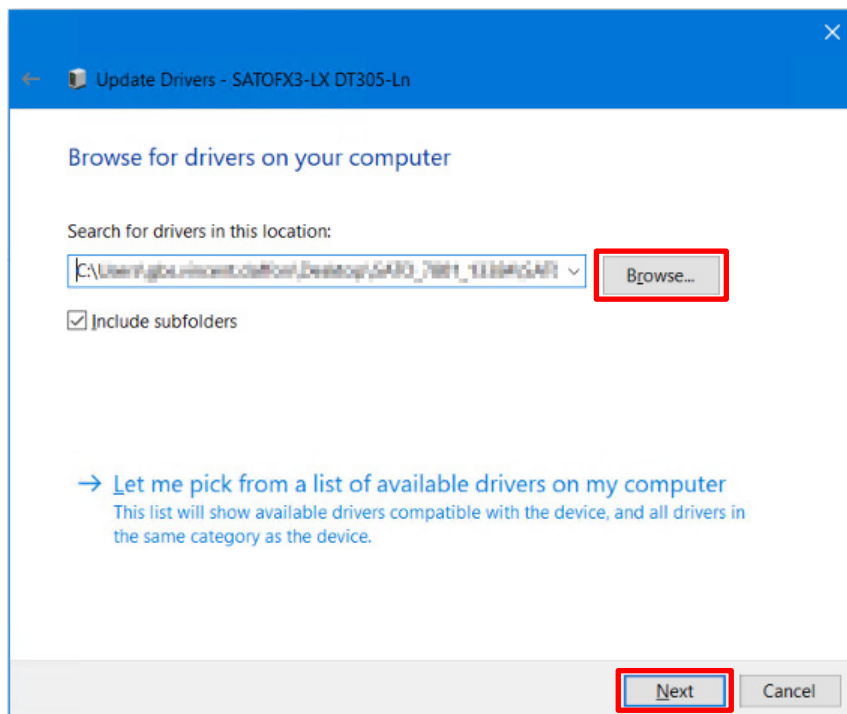 Update Drivers - SATOFX3-LX DT305-Ln
Browse for drivers on your computer
Search for drivers in this location:
C:\
Browse...
Include subfolders
Let me pick from a list of available drivers on my computer
This list will show available drivers compatible with the device, and all drivers in
the same category as the device.
Next
Cancel